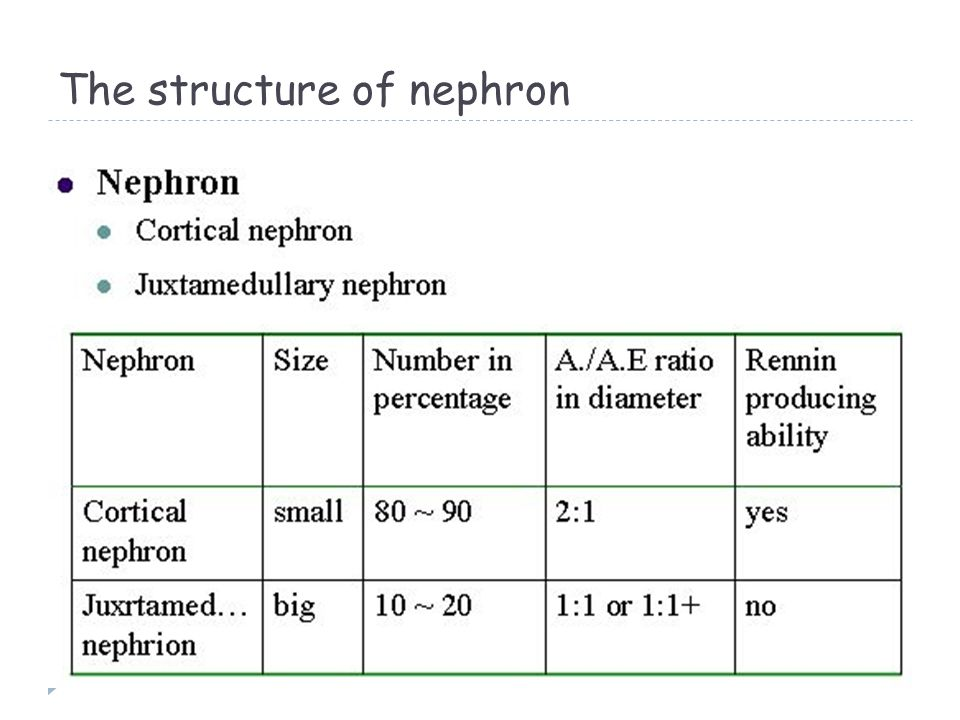 The structure of nephron
Nephron
Cortical nephron
Juxtamedullary nephron
Nephron Size Number in percentage A./A.E ratio in diameter Rennin producing ability
Cortical nephron small 80 ~ 90 2:1 yes
Juxrtamed… nephrion big 10 ~ 20 1:1 or 1:1+ no